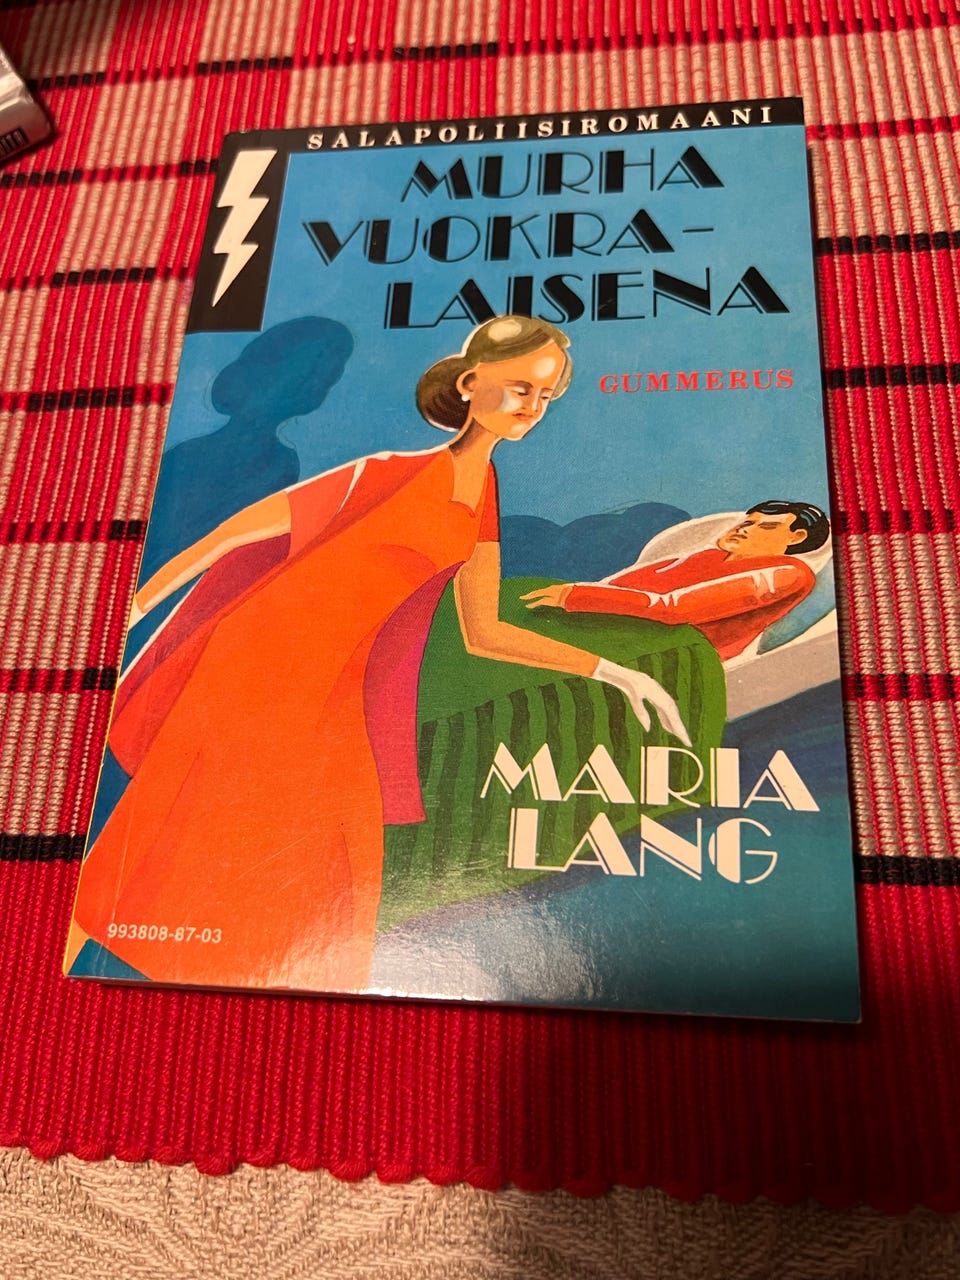 SALAPOLIISIROMAANI
MURHA
VUOKRA-
LAISENA
GUMMERUS
MARIA
LANG
993808-87-03